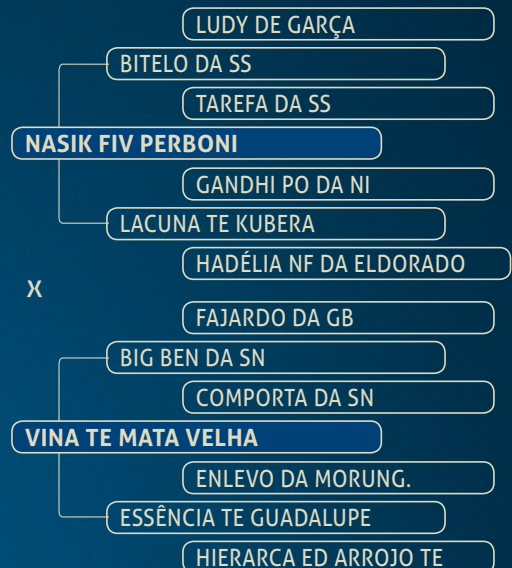 LUDY DE GARÇA
BITELO DA SS
TAREFA DA SS
NASIK FIV PERBONI
GANDHI PO DA NI
LACUNA TE KUBERA
HADÉLIA NF DA ELDORADO
X
FAJARDO DA GB
BIG BEN DA SN
COMPORTA DA SN
VINA TE MATA VELHA
ENLEVO DA MORUNG.
ESSÊNCIA TE GUADALUPE
HIERARCA ED ARROJO TE